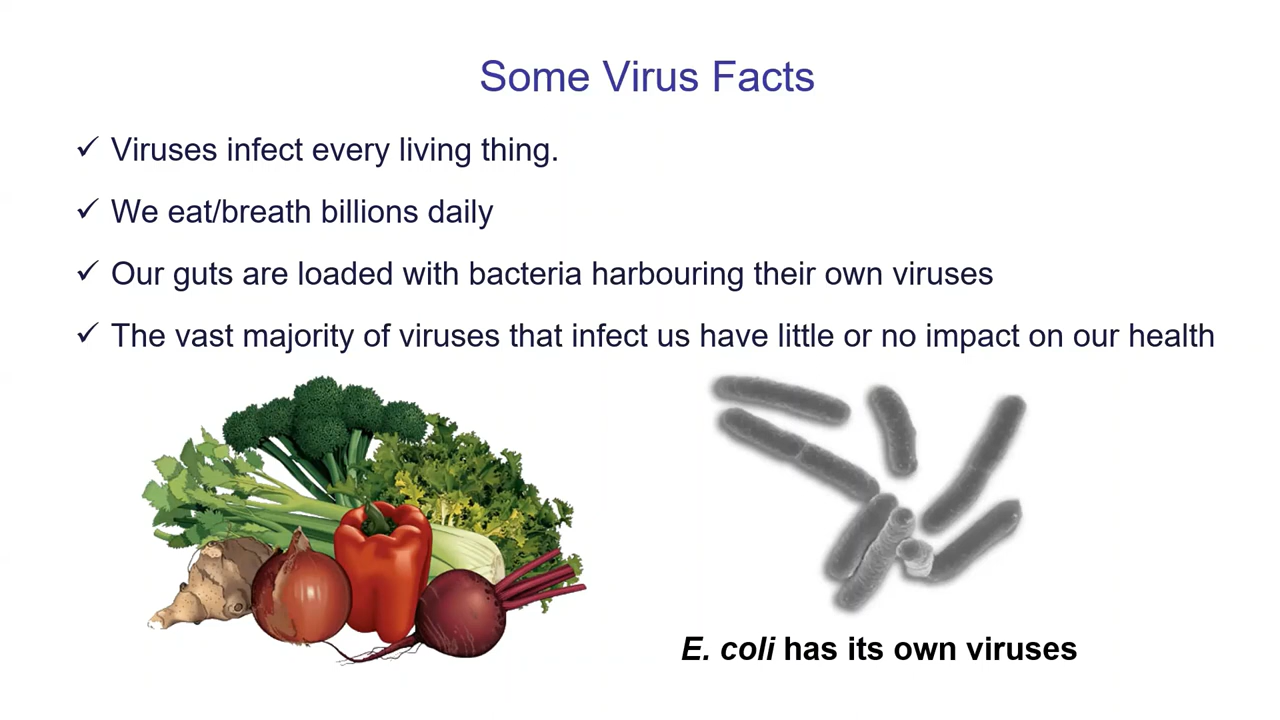 Some Virus Facts
✓ Viruses infect every living thing.
✓ We eat/breath billions daily
✓ Our guts are loaded with bacteria harbouring their own viruses
✓ The vast majority of viruses that infect us have little or no impact on our health
E. coli has its own viruses